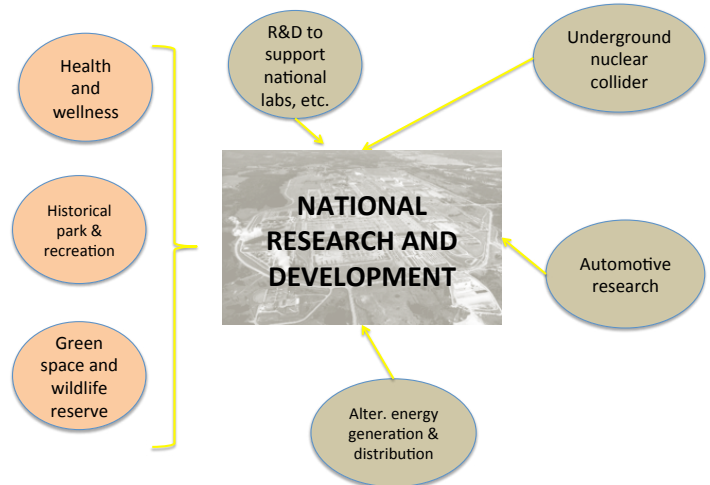 Health
and
wellness
Historical
park &
recreation
Green
space and
wildlife
reserve
R&D to
support
national
labs, etc.
Underground
nuclear
collider
NATIONAL
RESEARCH AND
DEVELOPMENT
Automotive
research
Alter. energy
generation &
distribution